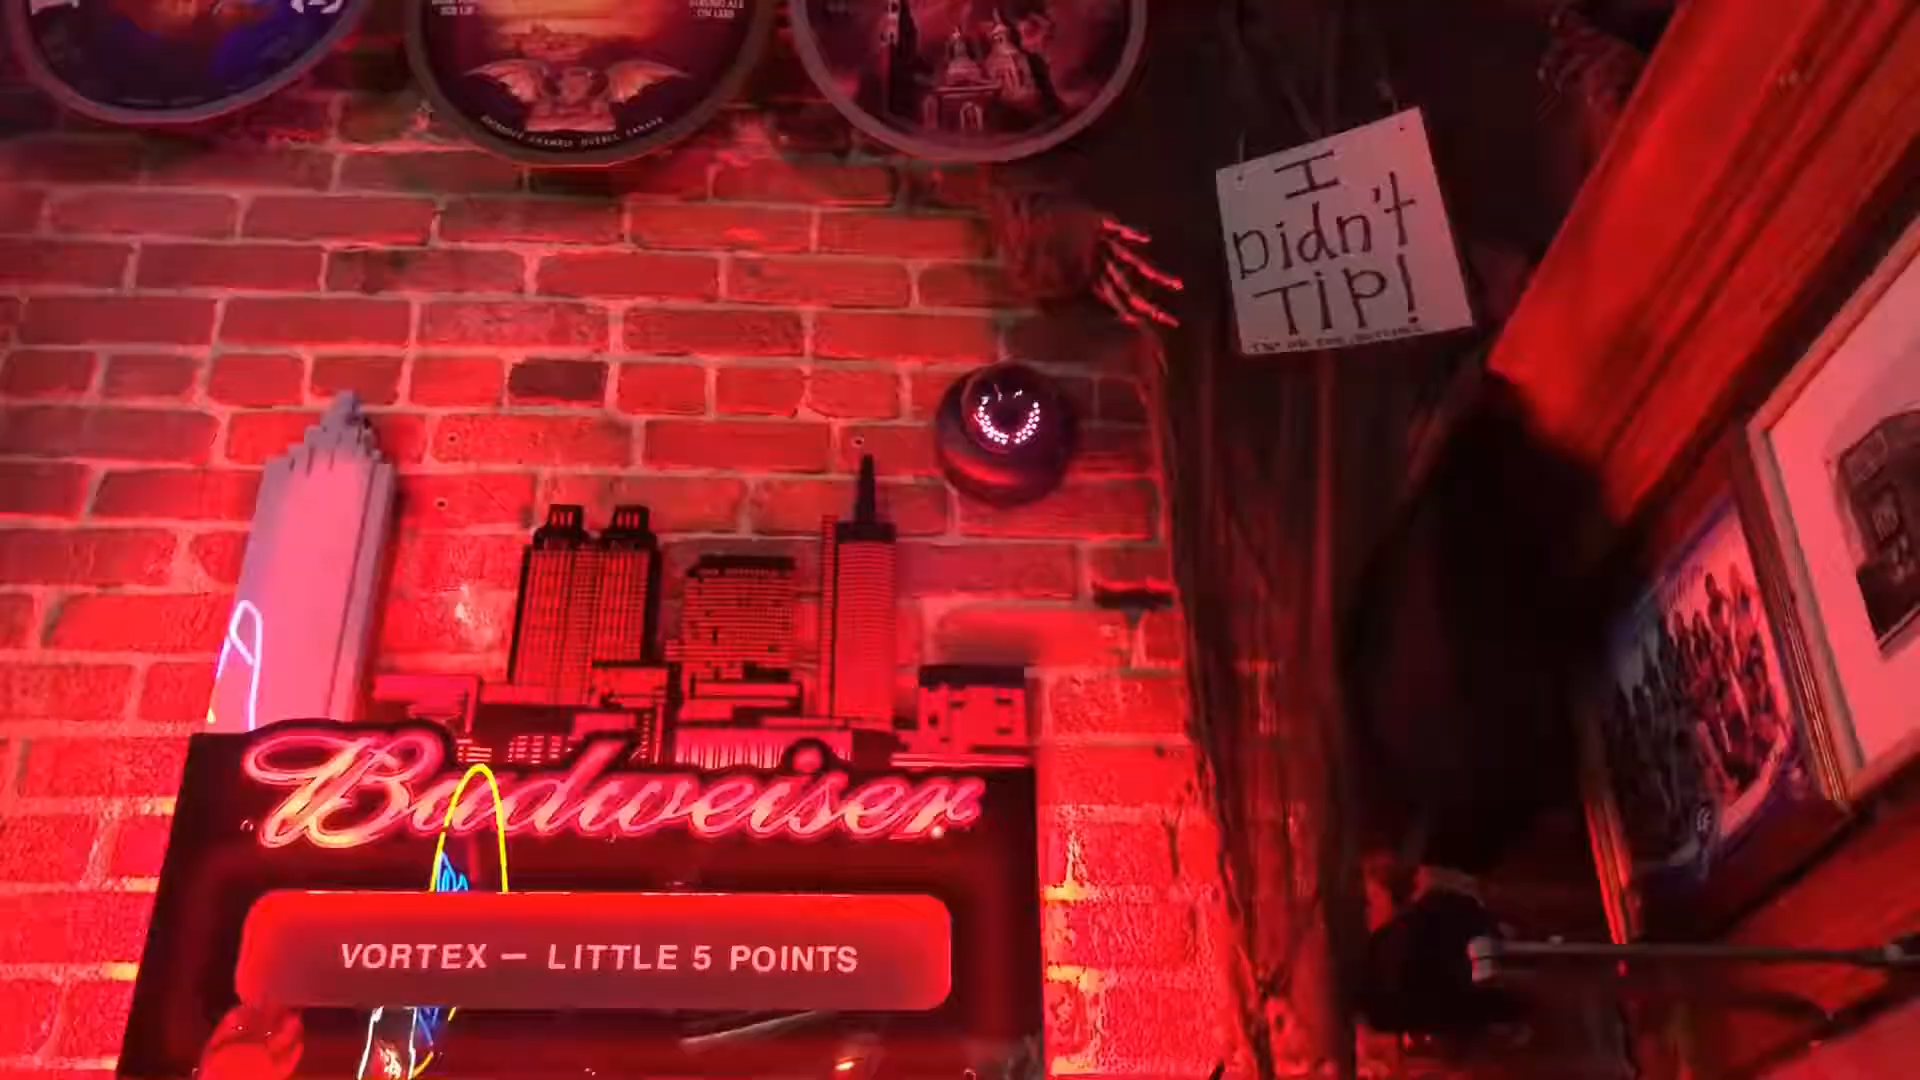 I
Didn't
TIP!
Budweiser
VORTEX — LITTLE 5 POINTS